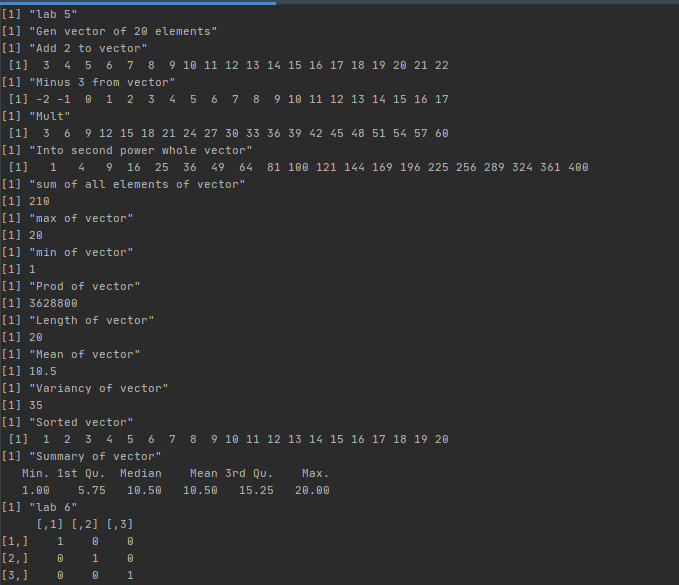 [1] "lab 5"
[1] "Gen vector of 20 elements"
[1] "Add 2 to vector"
 [1]  3  4  5  6  7  8  9 10 11 12 13 14 15 16 17 18 19 20 21 22
[1] "Minus 3 from vector"
 [1] -2 -1  0  1  2  3  4  5  6  7  8  9 10 11 12 13 14 15 16 17
[1] "Mult"
 [1]  3  6  9 12 15 18 21 24 27 30 33 36 39 42 45 48 51 54 57 60
[1] "Into second power whole vector"
 [1]   1   4   9  16  25  36  49  64  81 100 121 144 169 196 225 256 289 324 361 400
[1] "sum of all elements of vector"
[1] 210
[1] "max of vector"
[1] 20
[1] "min of vector"
[1] 1
[1] "Prod of vector"
[1] 3628800
[1] "Length of vector"
[1] 20
[1] "Mean of vector"
[1] 10.5
[1] "Variancy of vector"
[1] 35
[1] "Sorted vector"
 [1]  1  2  3  4  5  6  7  8  9 10 11 12 13 14 15 16 17 18 19 20
[1] "Summary of vector"
   Min. 1st Qu.  Median    Mean 3rd Qu.    Max.
   1.00    5.75   10.50   10.50   15.25   20.00
[1] "lab 6"
     [,1] [,2] [,3]
[1,]    1    0    0
[2,]    0    1    0
[3,]    0    0    1